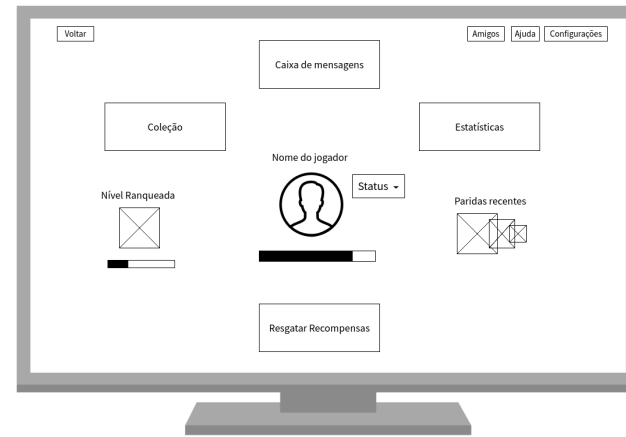 Voltar
Amigos
Ajuda
Configurações
Caixa de mensagens
Coleção
Estatísticas
Nome do jogador
Status
Nível Ranqueada
Paridas recentes
Resgatar Recompensas